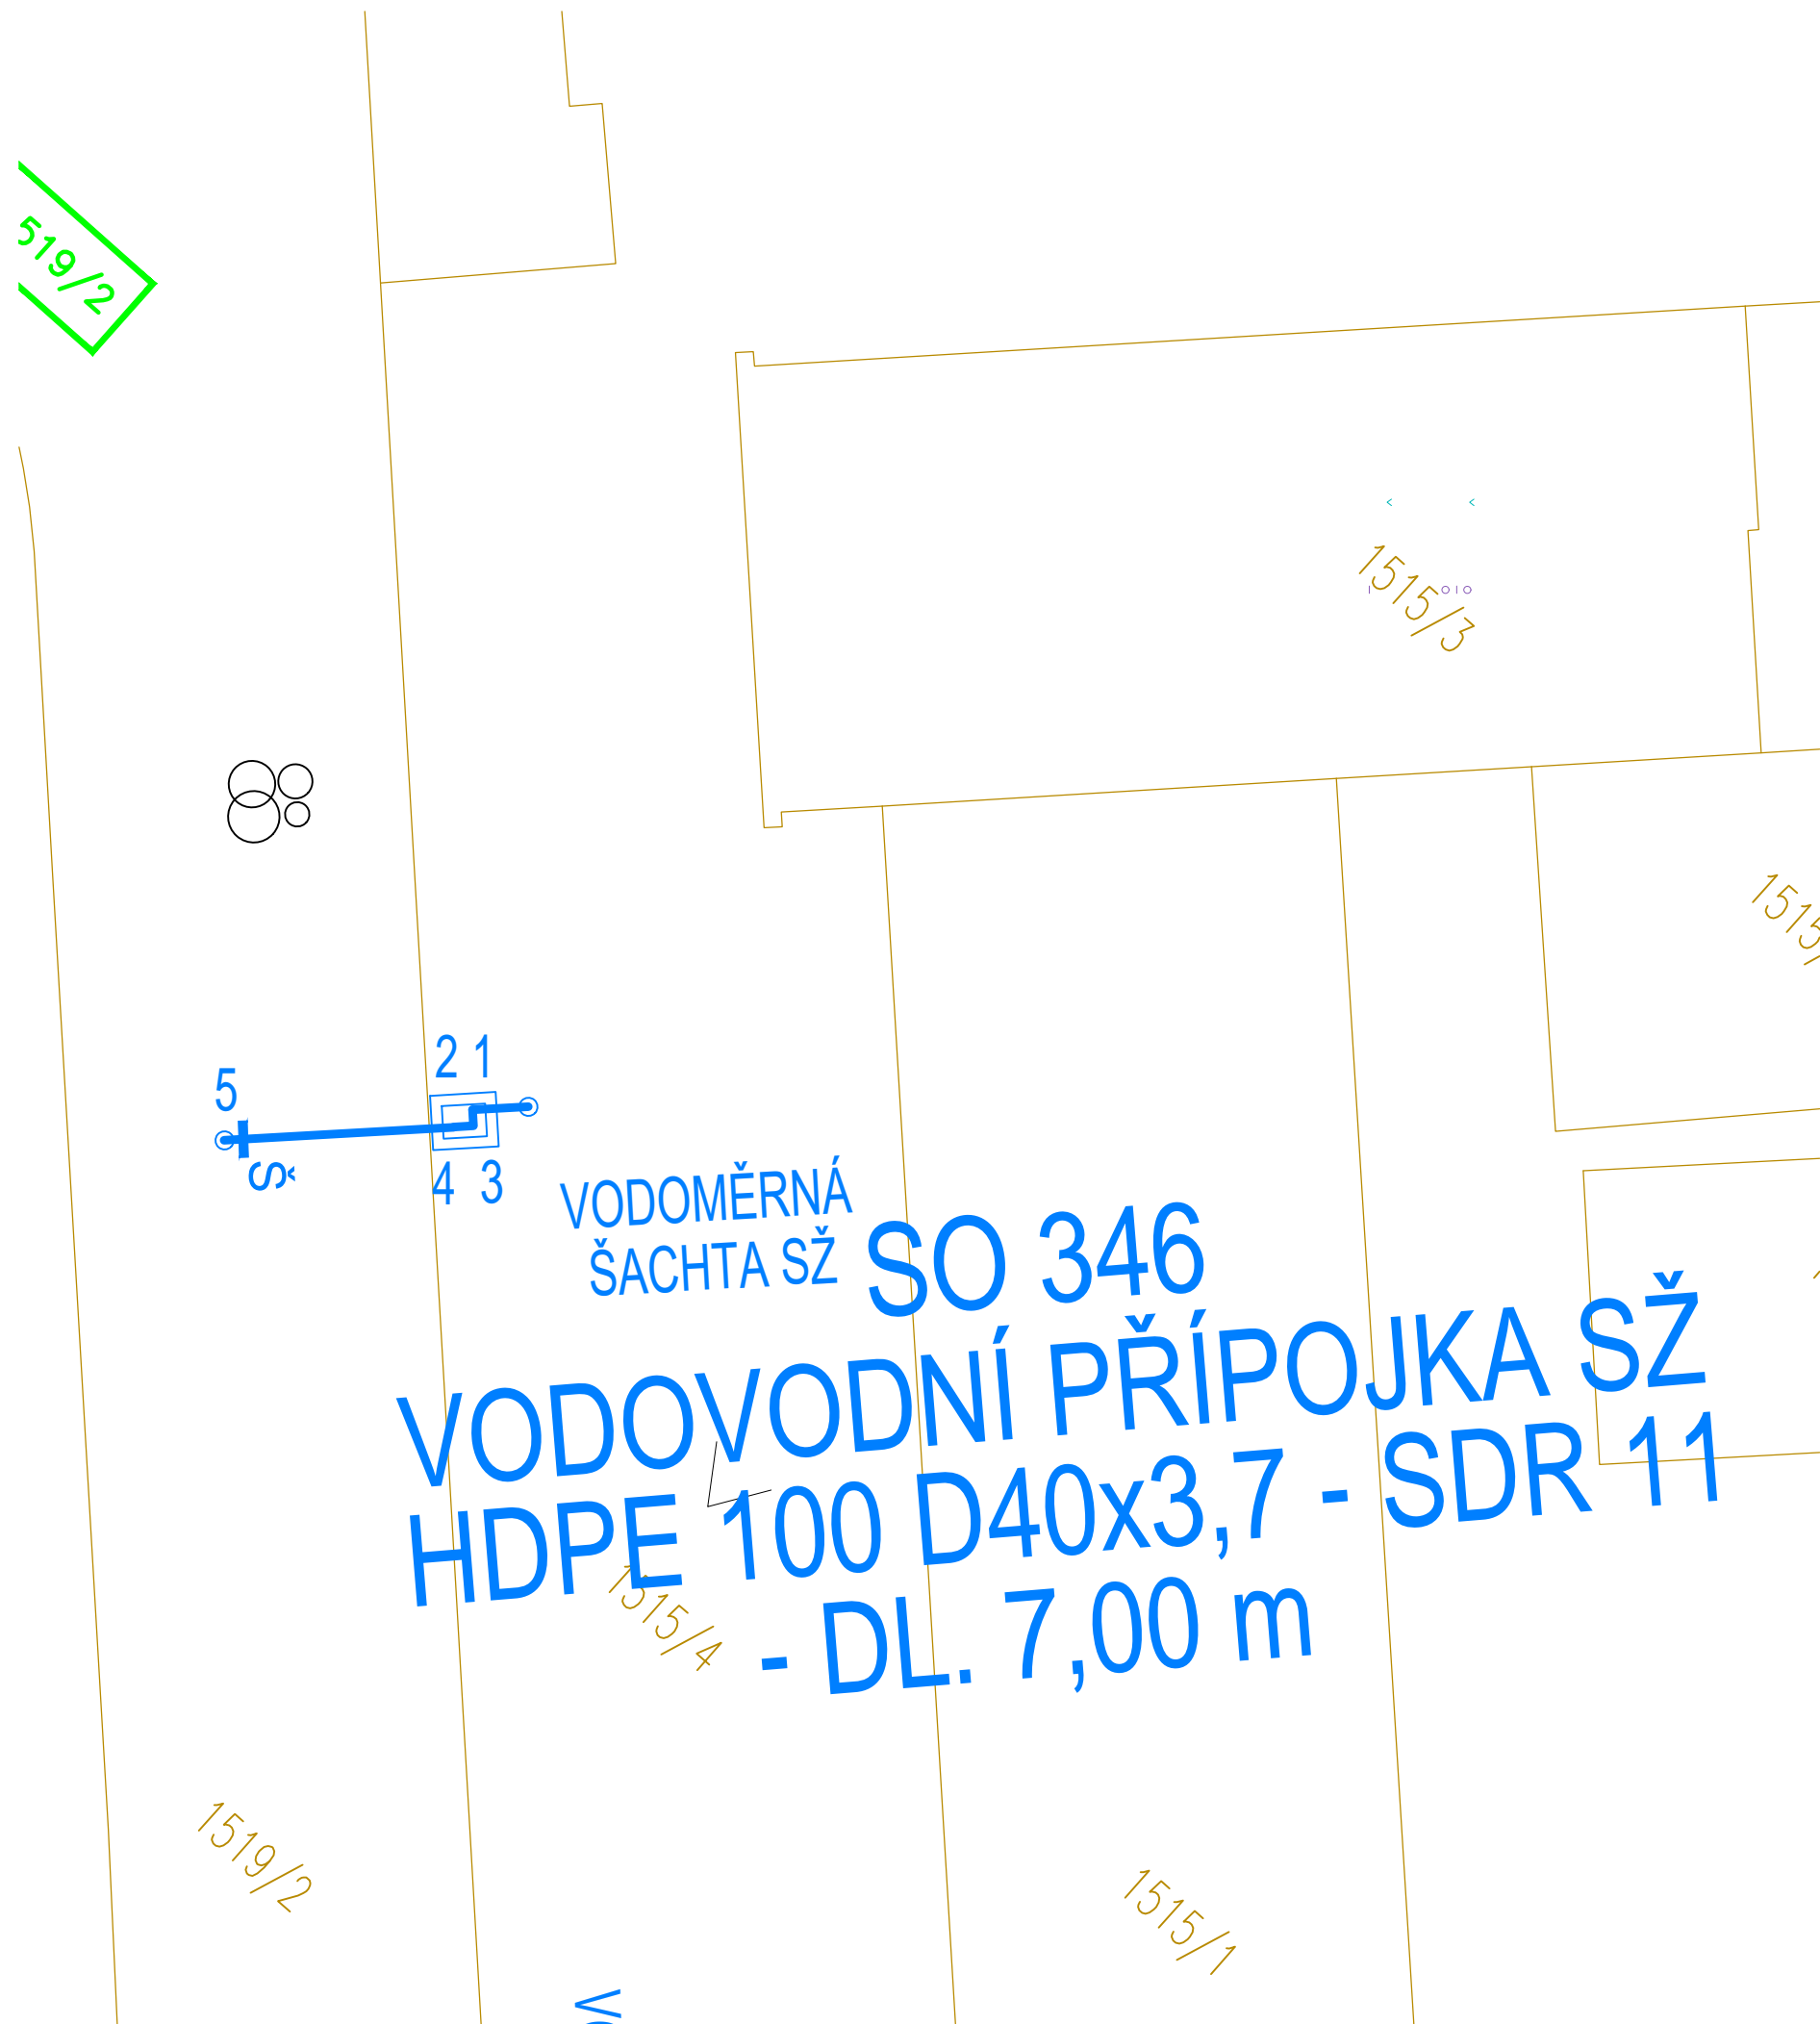 519/2
1515/3
1515/
2 1
5
Š
4 3
VODOMĚRNÁ
ŠACHTA SŽ
SO 346
VODOVODNÍ PŘÍPOJKA SŽ
HDPE 100 D40x3,7 - SDR 11
- DL. 7,00 m
1515/4
1519/2
1515/1